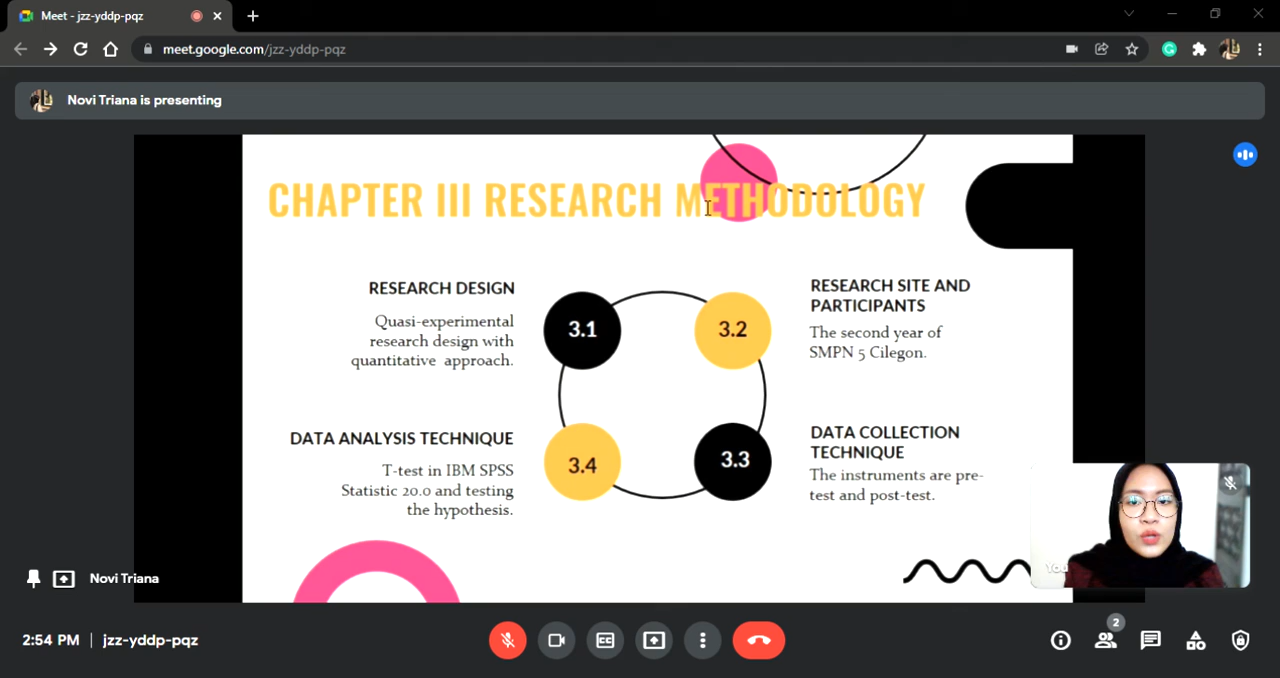 Meet - jzz-yddp-pqz
meet.google.com/jzz-yddp-pqz
Novi Triana is presenting
CHAPTER III RESEARCH METHODOLOGY
RESEARCH DESIGN
Quasi-experimental
research design with
quantitative approach.
3.1
3.2
RESEARCH SITE AND
PARTICIPANTS
The second year of
SMPN 5 Cilegon.
DATA ANALYSIS TECHNIQUE
T-test in IBM SPSS
Statistic 20.0 and testing
the hypothesis.
3.4
3.3
DATA COLLECTION
TECHNIQUE
The instruments are pre-
test and post-test.
You
Novi Triana
2:54 PM | jzz-yddp-pqz
CC
2